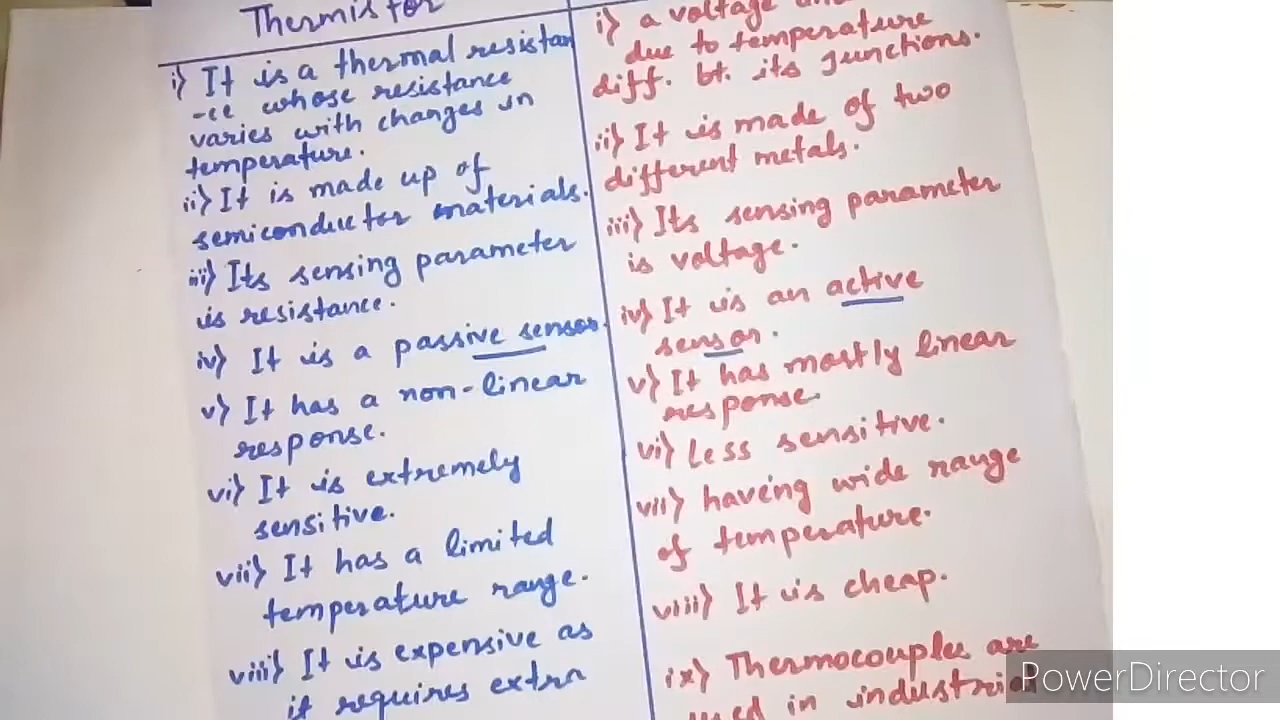 Thermistor
i) It is a thermal resistan
-ce whose resistance
varies with changes in
temperature.
ii) It is made up of
semiconductor materials.
iii) Its sensing parameter
is resistance.
iv) It is a passive sensor.
v) It has a non-linear
response.
vi) It is extremely
sensitive.
vii) It has a limited
temperature range.
viii) It is expensive as
it requires extra
i) a voltage
due to temperature
diff. bt. its junctions.
ii) It is made of two
different metals.
iii) Its sensing parameter
is voltage.
iv) It is an active
sensor.
v) It has mostly linear
response.
vi) Less sensitive.
vii) having wide range
of temperature.
viii) It is cheap.
ix) Thermocouples are
used in industrial
PowerDirector